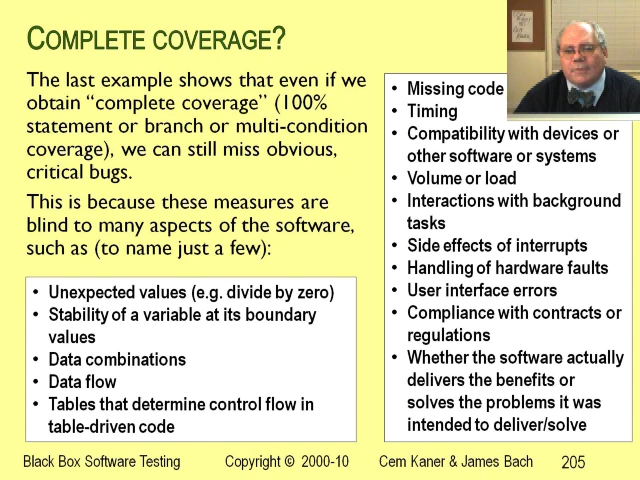 COMPLETE COVERAGE?
The last example shows that even if we
obtain “complete coverage” (100%
statement or branch or multi-condition
coverage), we can still miss obvious,
critical bugs.
This is because these measures are
blind to many aspects of the software,
such as (to name just a few):
• Unexpected values (e.g. divide by zero)
• Stability of a variable at its boundary
values
• Data combinations
• Data flow
• Tables that determine control flow in
table-driven code
• Missing code
• Timing
• Compatibility with devices or
other software or systems
• Volume or load
• Interactions with background
tasks
• Side effects of interrupts
• Handling of hardware faults
• User interface errors
• Compliance with contracts or
regulations
• Whether the software actually
delivers the benefits or
solves the problems it was
intended to deliver/solve
Black Box Software Testing Copyright © 2000-10 Cem Kaner & James Bach 205